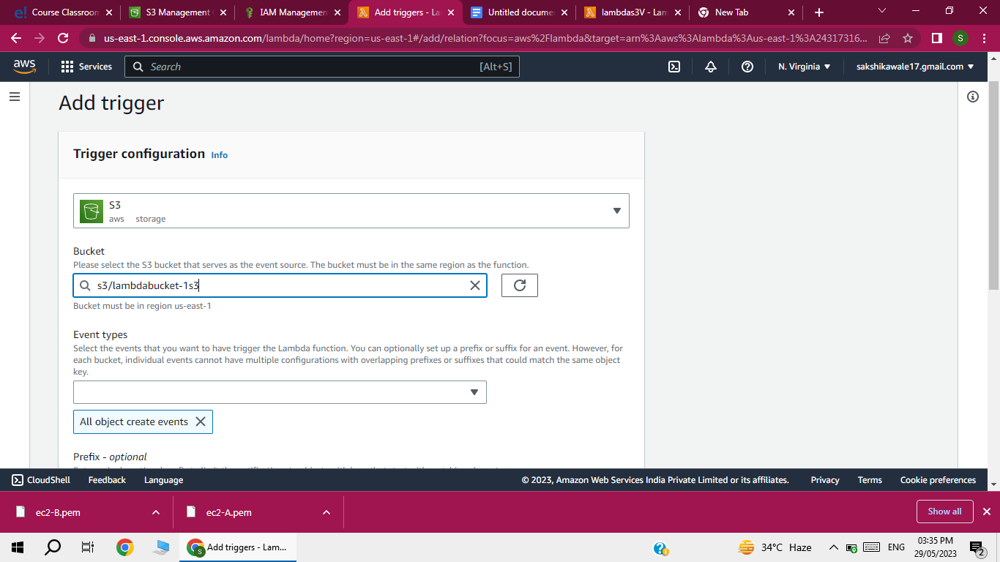 Course Classroom
S3 Management
IAM Management
Add triggers - La
Untitled docume
lambdas3V - Lam
New Tab
us-east-1.console.aws.amazon.com/lambda/home?region=us-east-1#/add/relation?focus=aws%2Flambda&target=arn%3Aaws%3Alambda%3Aus-east-1%3A24317316...
S
aws
Services
Search
[Alt+S]
N. Virginia
sakshikawale17.gmail.com
Add trigger
Trigger configuration Info
S3
aws storage
Bucket
Please select the S3 bucket that serves as the event source. The bucket must be in the same region as the function.
s3/lambdabucket-1s3
Bucket must be in region us-east-1
Event types
Select the events that you want to have trigger the Lambda function. You can optionally set up a prefix or suffix for an event. However, for
each bucket, individual events cannot have multiple configurations with overlapping prefixes or suffixes that could match the same object
key.
All object create events
Prefix - optional
CloudShell
Feedback
Language
© 2023, Amazon Web Services India Private Limited or its affiliates.
Privacy
Terms
Cookie preferences
ec2-B.pem
ec2-A.pem
Show all
Add triggers - Lam...
34°C Haze
ENG
03:35 PM
29/05/2023
2